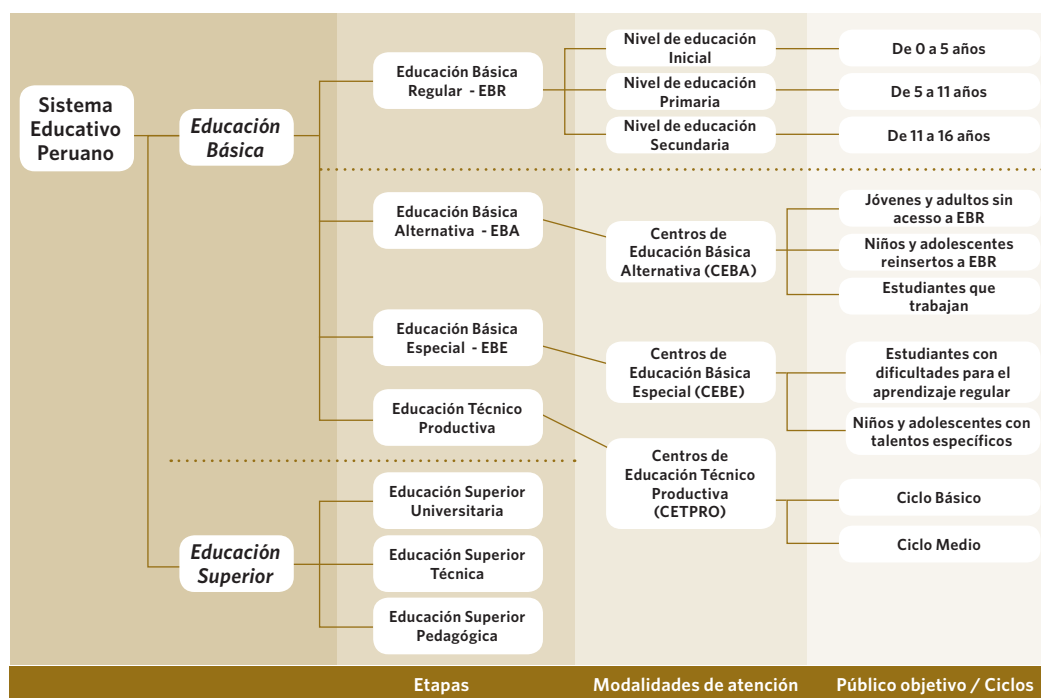 Sistema
Educativo
Peruano
Educación
Básica
Educación Básica
Regular - EBR
Nivel de educación
Inicial
De 0 a 5 años
Nivel de educación
Primaria
De 5 a 11 años
Nivel de educación
Secundaria
De 11 a 16 años
Educación Básica
Alternativa - EBA
Centros de
Educación Básica
Alternativa (CEBA)
Jóvenes y adultos sin
acesso a EBR
Niños y adolescentes
reinsertos a EBR
Estudiantes que
trabajan
Educación Básica
Especial - EBE
Centros de
Educación Básica
Especial (CEBE)
Estudiantes con
dificultades para el
aprendizaje regular
Niños y adolescentes con
talentos específicos
Educación Técnico
Productiva
Centros de
Educación Técnico
Productiva
(CETPRO)
Ciclo Básico
Ciclo Medio
Educación
Superior
Educación Superior
Universitaria
Educación Superior
Técnica
Educación Superior
Pedagógica
Etapas
Modalidades de atención
Público objetivo / Ciclos